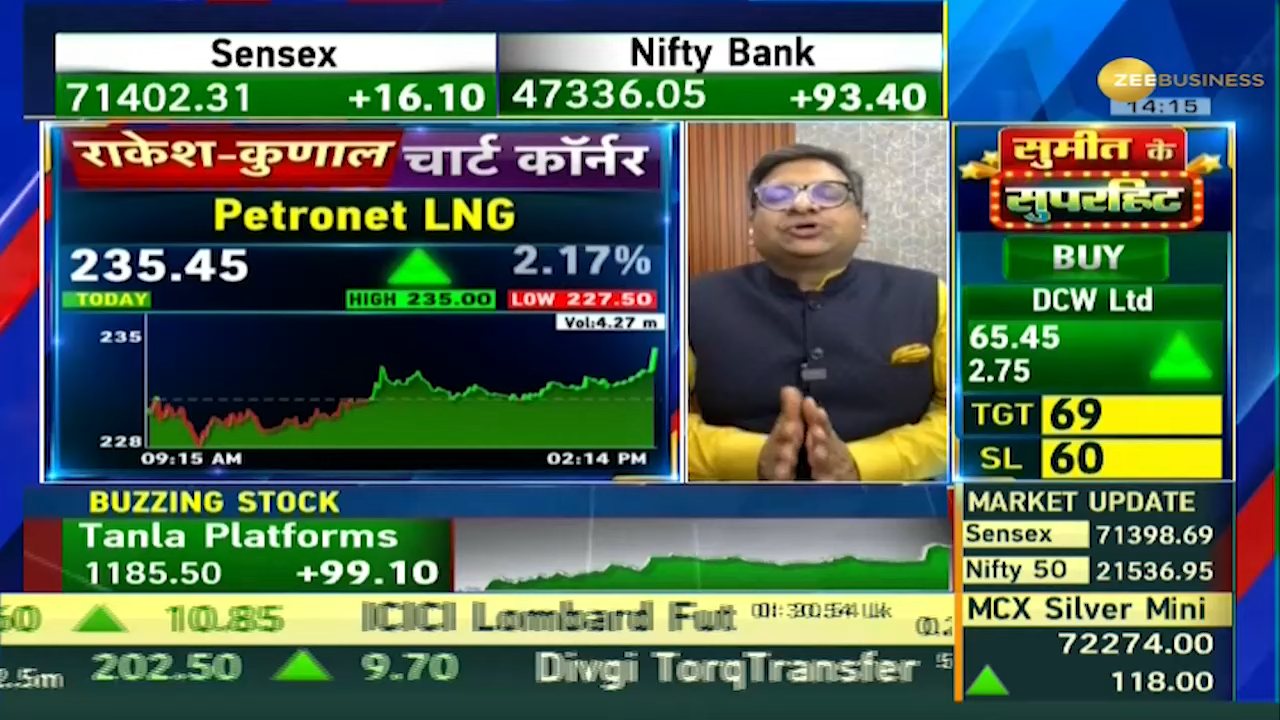 Sensex
71402.31 +16.10
Nifty Bank
47336.05 +93.40
ZEEBUSINESS
14:15
राकेश-कुणाल चार्ट कॉर्नर
Petronet LNG
235.45 2.17%
TODAY HIGH 235.00 LOW 227.50
Vol:4.27 m
235
228
09:15 AM 02:14 PM
सुमीत के
सुपरहिट
BUY
DCW Ltd
65.45
2.75
TGT 69
SL 60
BUZZING STOCK
Tanla Platforms
1185.50 +99.10
MARKET UPDATE
Sensex 71398.69
Nifty 50 21536.95
MCX Silver Mini
72274.00
118.00
10.85 ICICI Lombard Fut
202.50 9.70 Divgi TorqTransfer